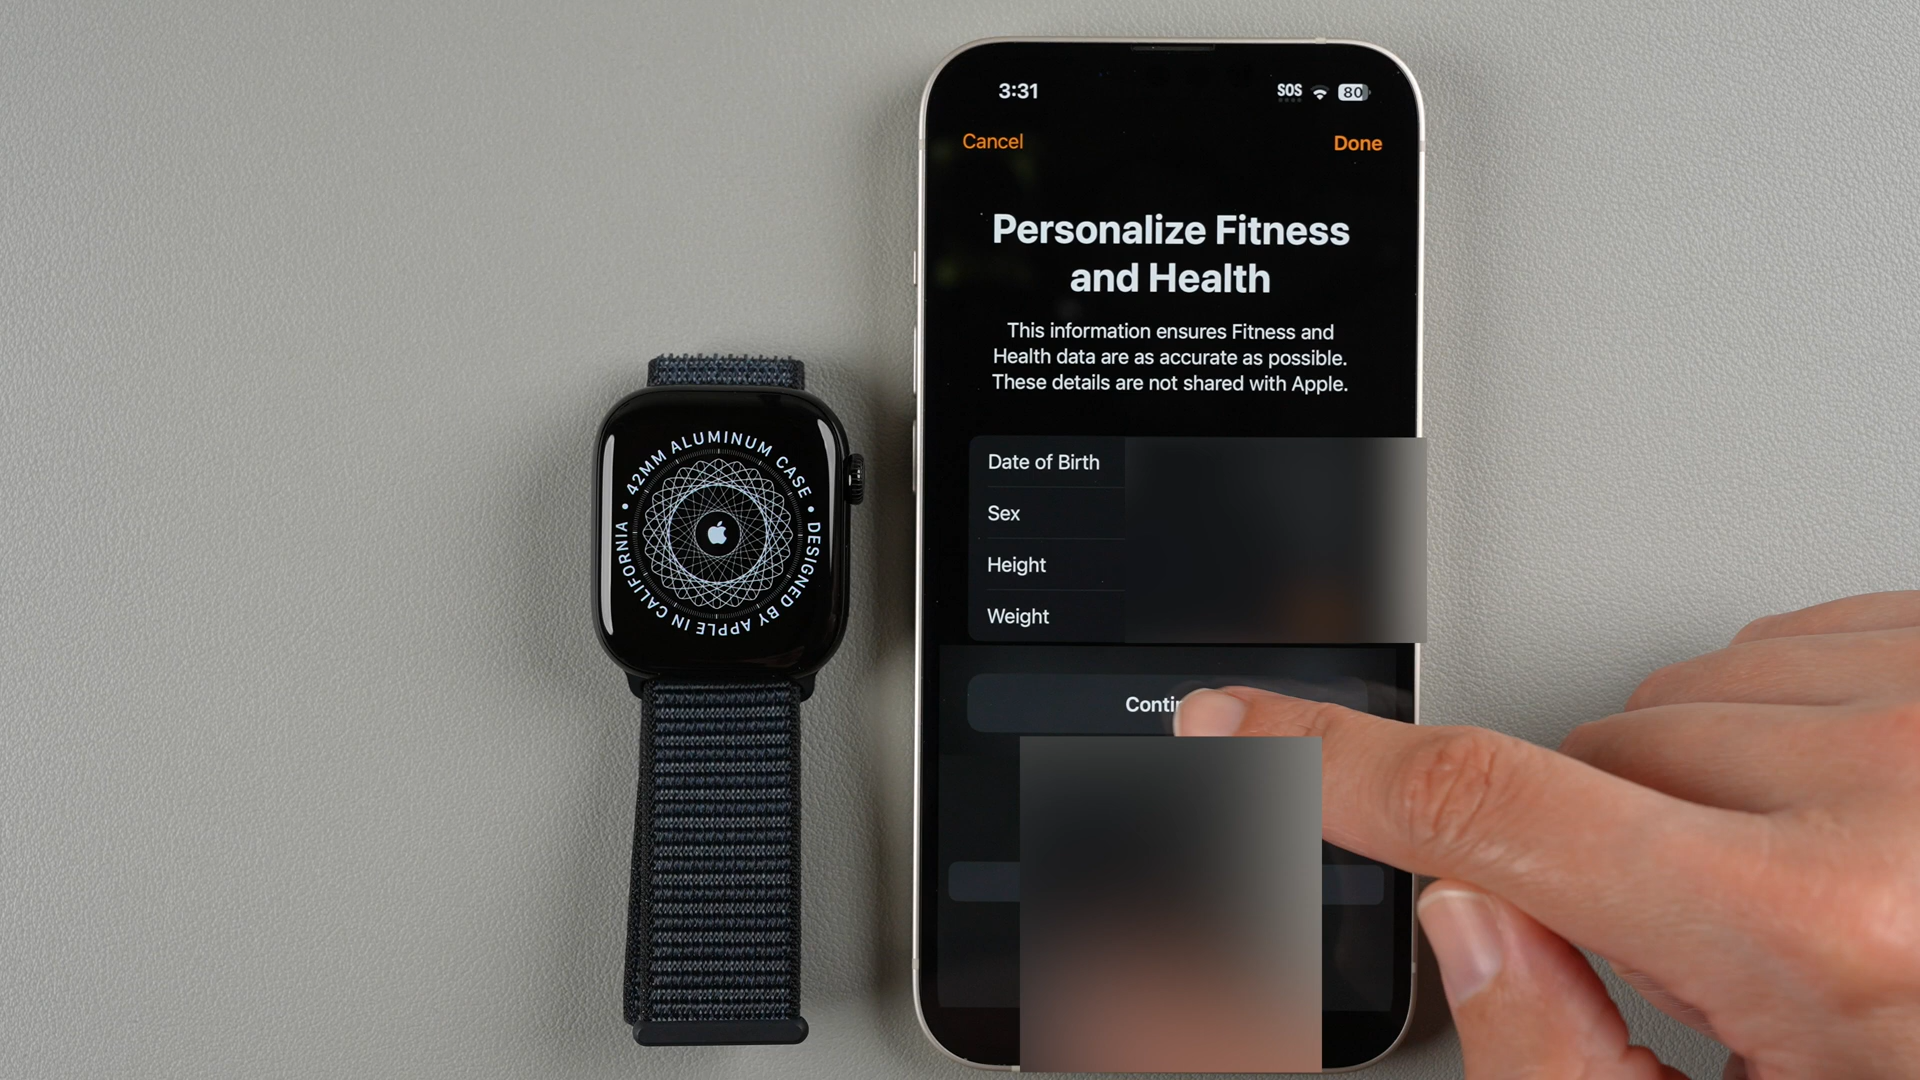 3:31
SOS
80
Cancel
Done
Personalize Fitness
and Health
This information ensures Fitness and
Health data are as accurate as possible.
These details are not shared with Apple.
Date of Birth
Sex
Height
Weight
42MM ALUMINUM CASE • DESIGNED BY APPLE IN CALIFORNIA •